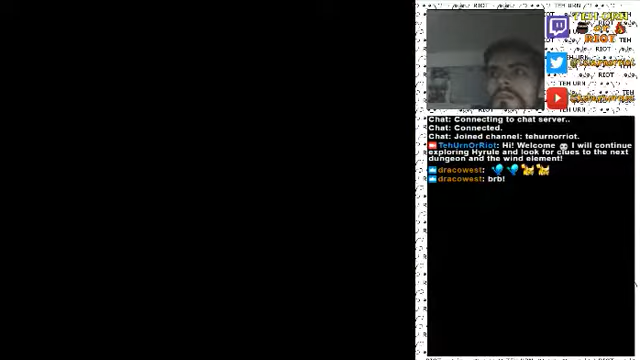 TEH URN
OF
RIOT
Chat: Connecting to chat server..
Chat: Connected.
Chat: Joined channel: tehurnorriot.
TehUrnOrRiot: Hi! Welcome I will continue
exploring Hyrule and look for clues to the next
dungeon and the wind element!
dracowest:
dracowest: brb!